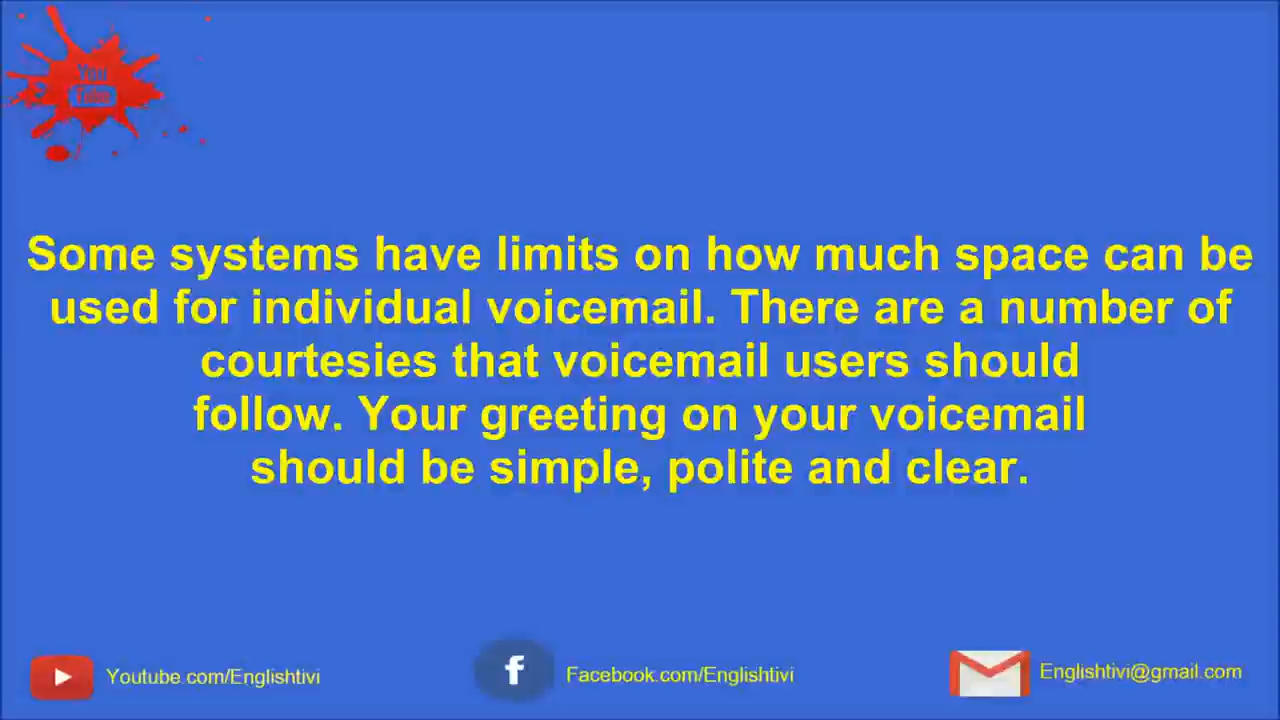 You
Tube
Some systems have limits on how much space can be
used for individual voicemail. There are a number of
courtesies that voicemail users should
follow. Your greeting on your voicemail
should be simple, polite and clear.
Youtube.com/Englishtivi
f
Facebook.com/Englishtivi
Englishtivi@gmail.com